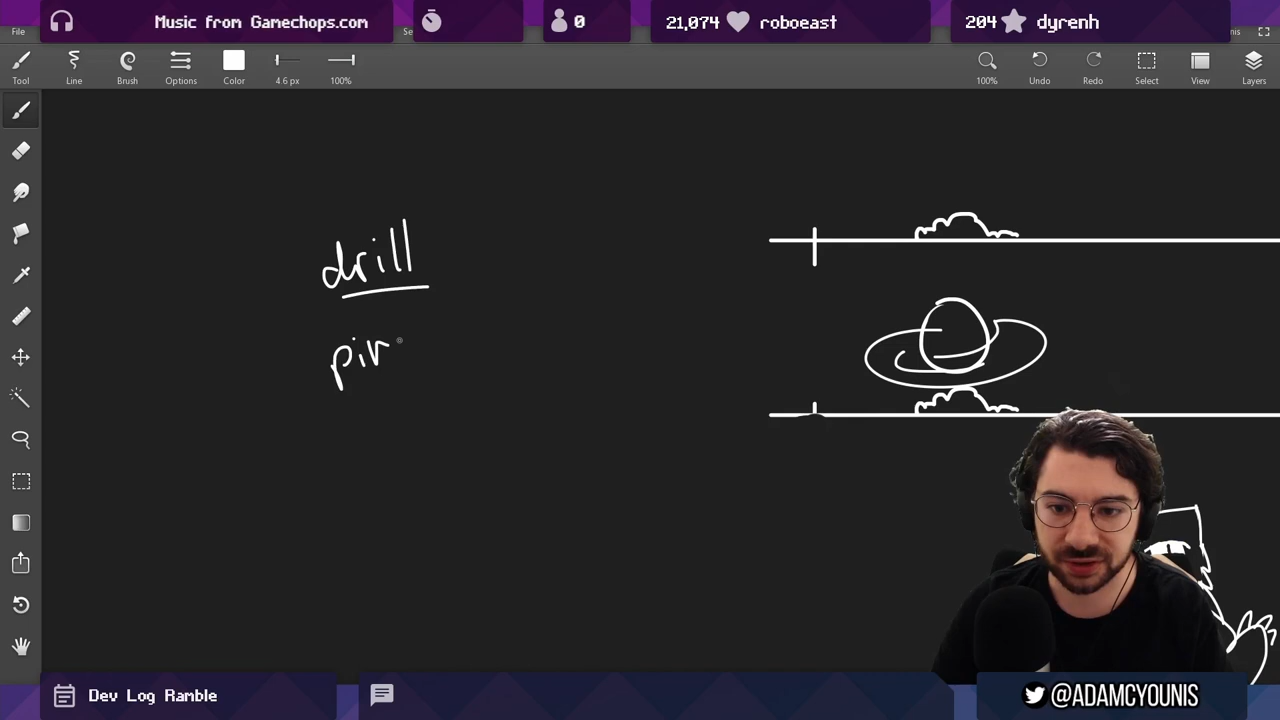 Music from Gamechops.com
0
21,074 roboeast
204 dyrenh
File
Tool
Line
Brush
Options
Color
4.6 px
100%
100%
Undo
Redo
Select
View
Layers
drill
pir
Dev Log Ramble
@ADAMCYOUNIS